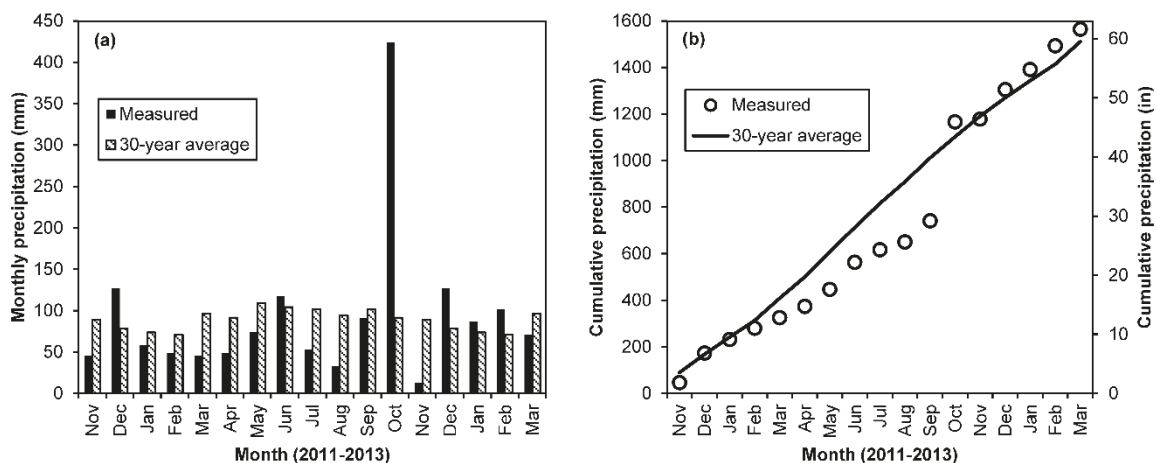 (a)
Monthly precipitation (mm)
450
400
350
300
250
200
150
100
50
0
Measured
30-year average
Nov
Dec
Jan
Feb
Mar
Apr
May
Jun
Jul
Aug
Sep
Oct
Nov
Dec
Jan
Feb
Mar
Month (2011-2013)
(b)
Cumulative precipitation (mm)
1600
1400
1200
1000
800
600
400
200
0
Measured
30-year average
60
50
40
30
20
10
0
Cumulative precipitation (in)
Nov
Dec
Jan
Feb
Mar
Apr
May
Jun
Jul
Aug
Sep
Oct
Nov
Dec
Jan
Feb
Mar
Month (2011-2013)